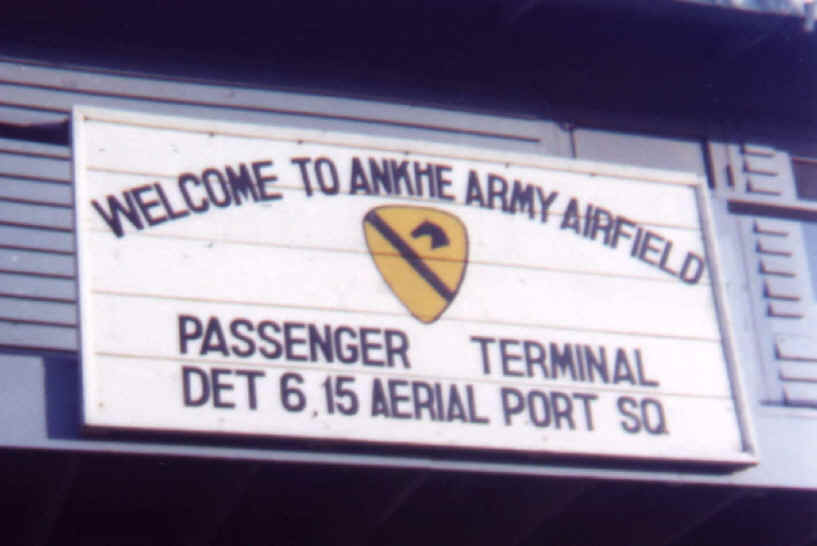 WELCOME TO ANKHE ARMY AIRFIELD
PASSENGER TERMINAL
DET 6, 15 AERIAL PORT SQ